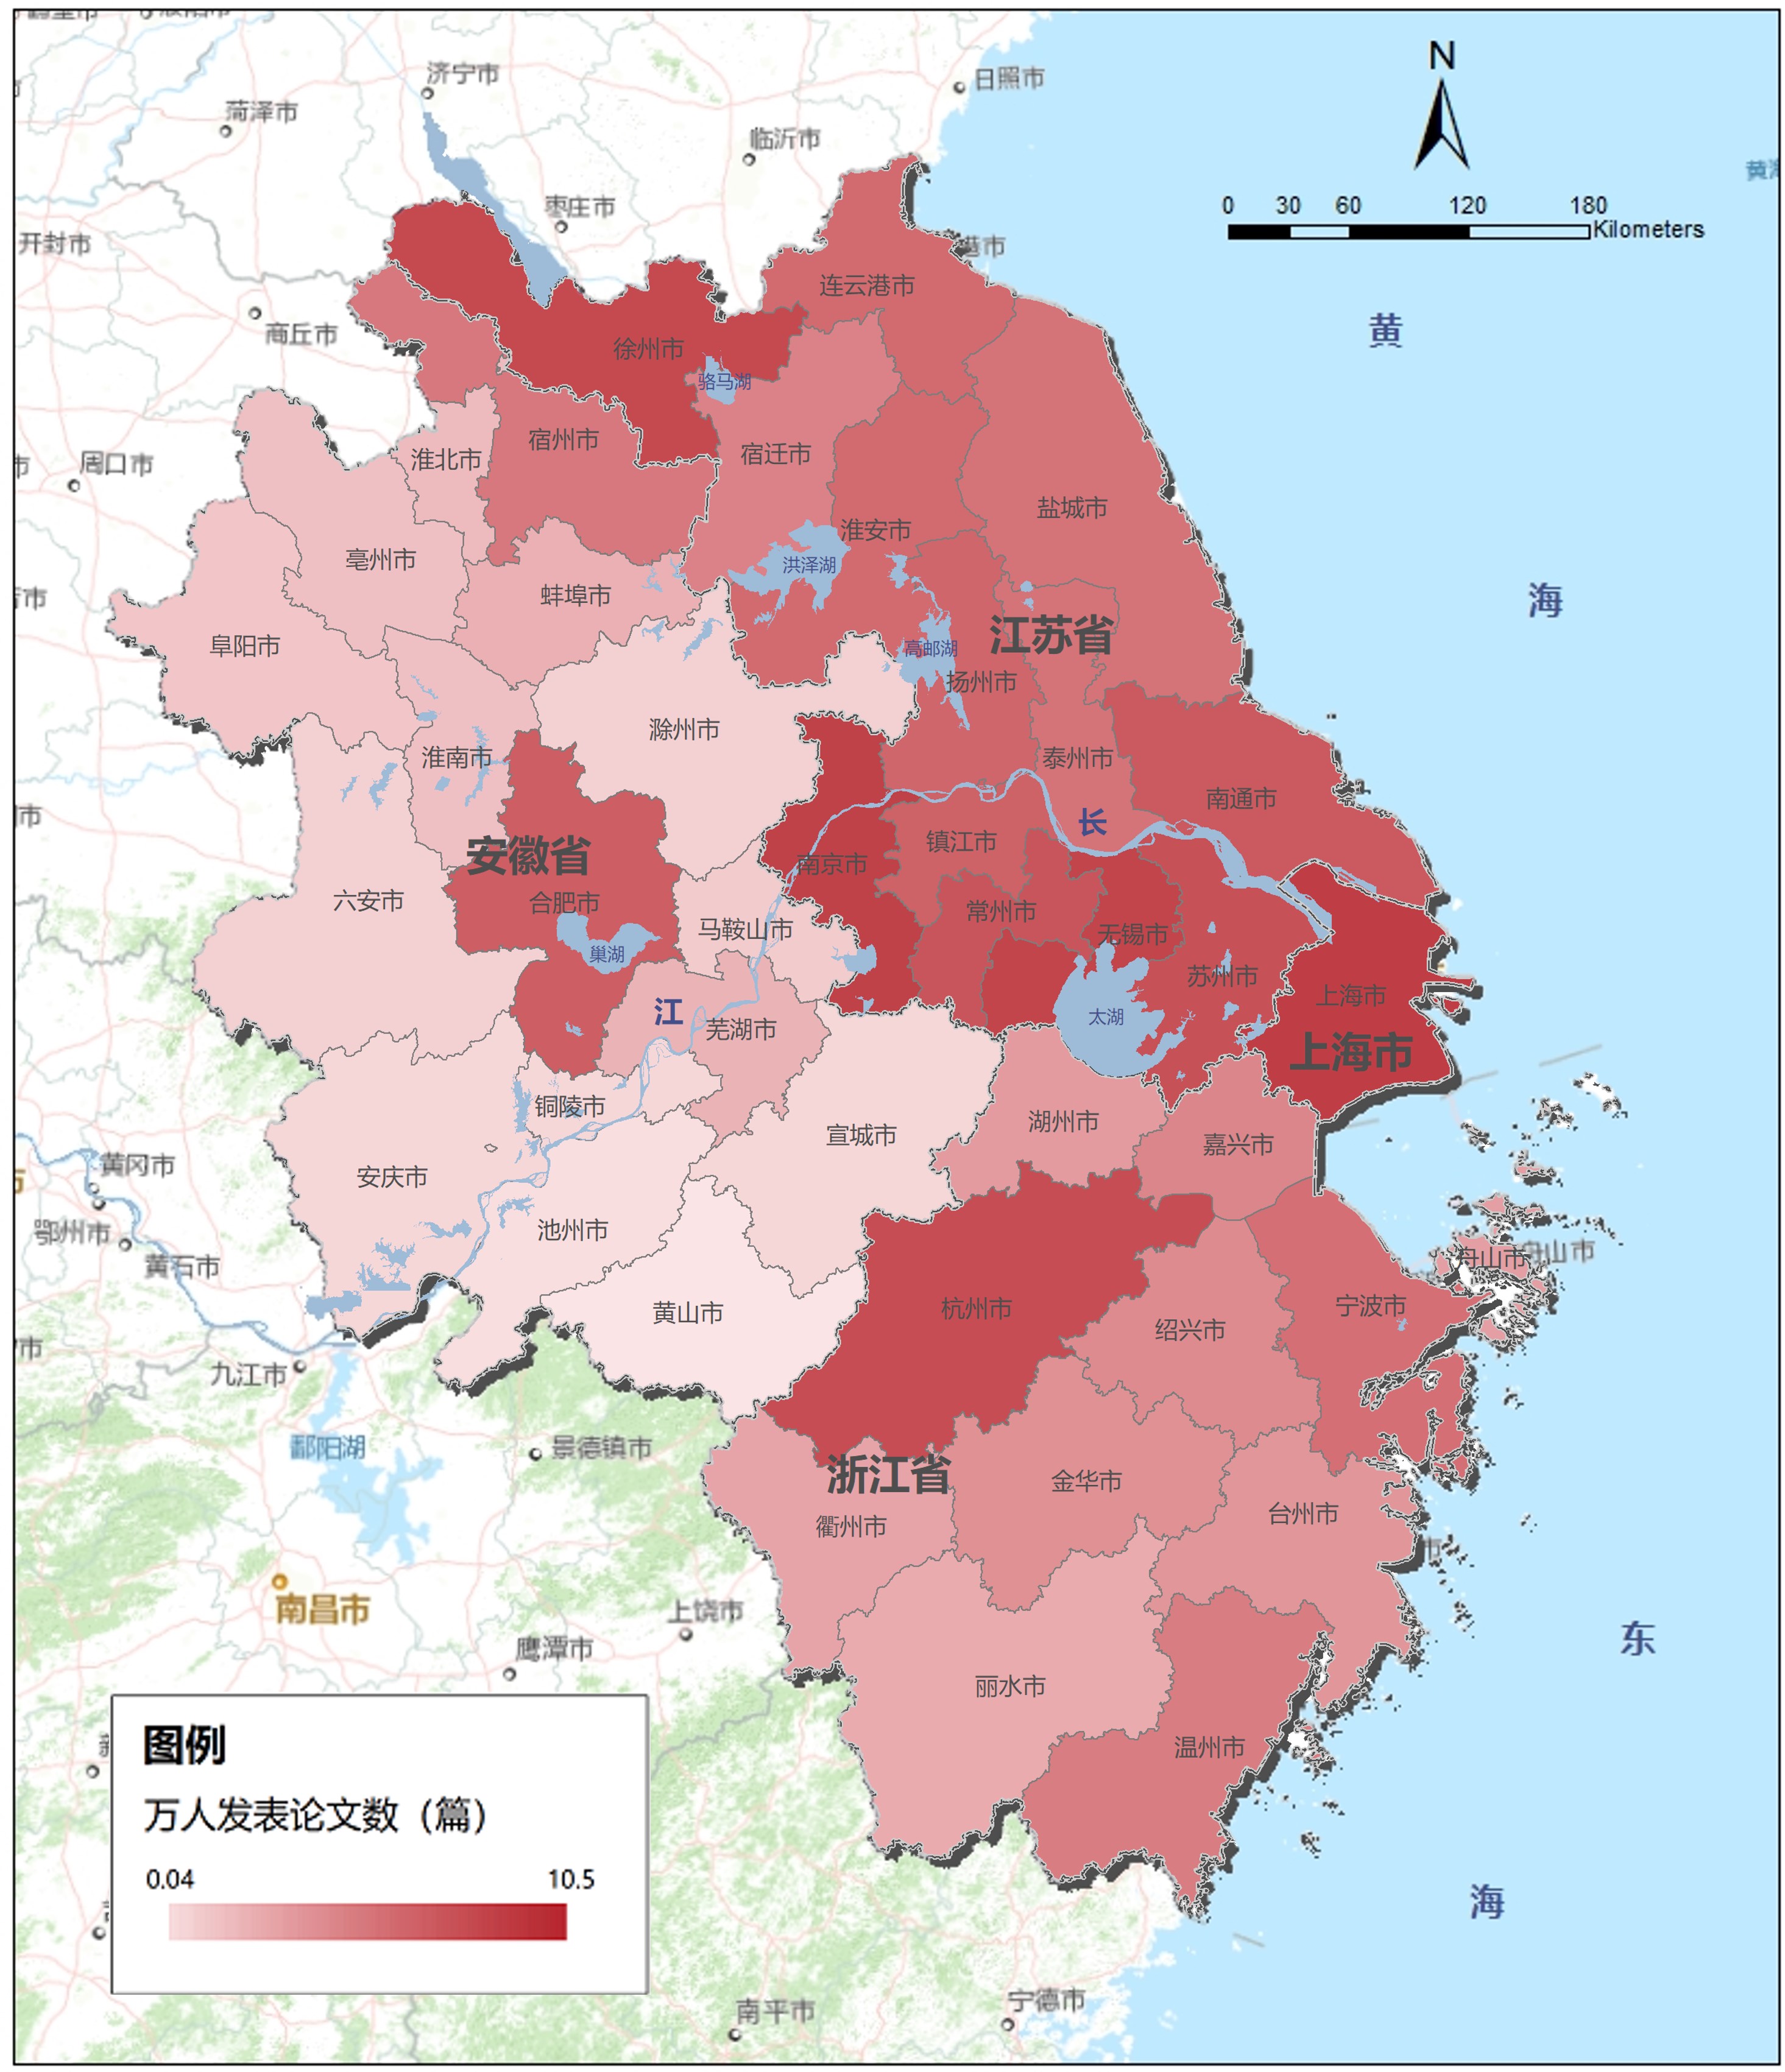 济宁市
菏泽市
日照市
N
临沂市
枣庄市
0 30 60 120 180
Kilometers
开封市
港市
连云港市
黄
商丘市
徐州市
骆马湖
宿州市
淮北市
宿迁市
周口市
盐城市
淮安市
亳州市
洪泽湖
蚌埠市
海
阜阳市
江苏省
高邮湖
扬州市
滁州市
淮南市
泰州市
南通市
长
镇江市
安徽省
南京市
六安市
合肥市
常州市
马鞍山市
无锡市
巢湖
苏州市
上海市
江
太湖
芜湖市
上海市
铜陵市
湖州市
宣城市
嘉兴市
黄冈市
安庆市
鄂州市
池州市
舟山市
舟山市
黄石市
黄山市
杭州市
宁波市
绍兴市
九江市
鄱阳湖
景德镇市
浙江省
金华市
台州市
衢州市
市
南昌市
上饶市
东
鹰潭市
丽水市
图例
温州市
万人发表论文数（篇）
0.04 10.5
海
南平市
宁德市